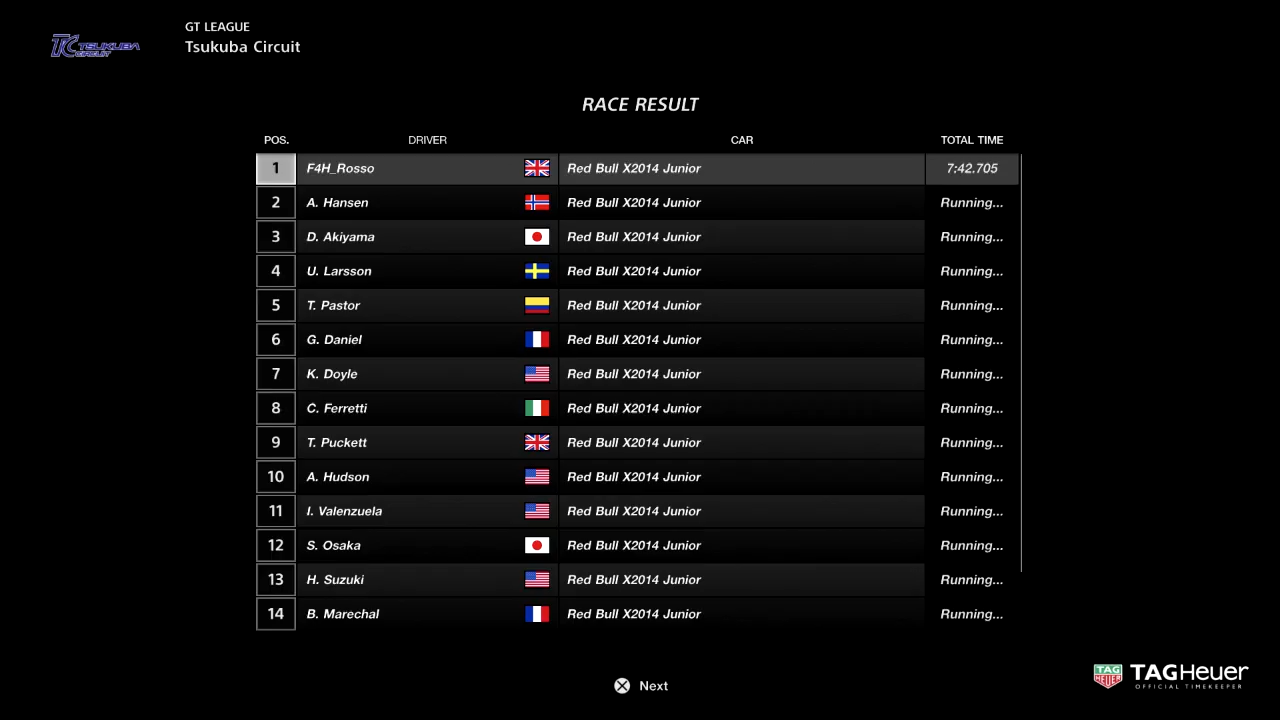 GT LEAGUE
TSUKUBA CIRCUIT Tsukuba Circuit
RACE RESULT
POS. DRIVER CAR TOTAL TIME
1 F4H_Rosso Red Bull X2014 Junior 7:42.705
2 A. Hansen Red Bull X2014 Junior Running...
3 D. Akiyama Red Bull X2014 Junior Running...
4 U. Larsson Red Bull X2014 Junior Running...
5 T. Pastor Red Bull X2014 Junior Running...
6 G. Daniel Red Bull X2014 Junior Running...
7 K. Doyle Red Bull X2014 Junior Running...
8 C. Ferretti Red Bull X2014 Junior Running...
9 T. Puckett Red Bull X2014 Junior Running...
10 A. Hudson Red Bull X2014 Junior Running...
11 I. Valenzuela Red Bull X2014 Junior Running...
12 S. Osaka Red Bull X2014 Junior Running...
13 H. Suzuki Red Bull X2014 Junior Running...
14 B. Marechal Red Bull X2014 Junior Running...
Next
TAG HEUER TAGHeuer
OFFICIAL TIMEKEEPER